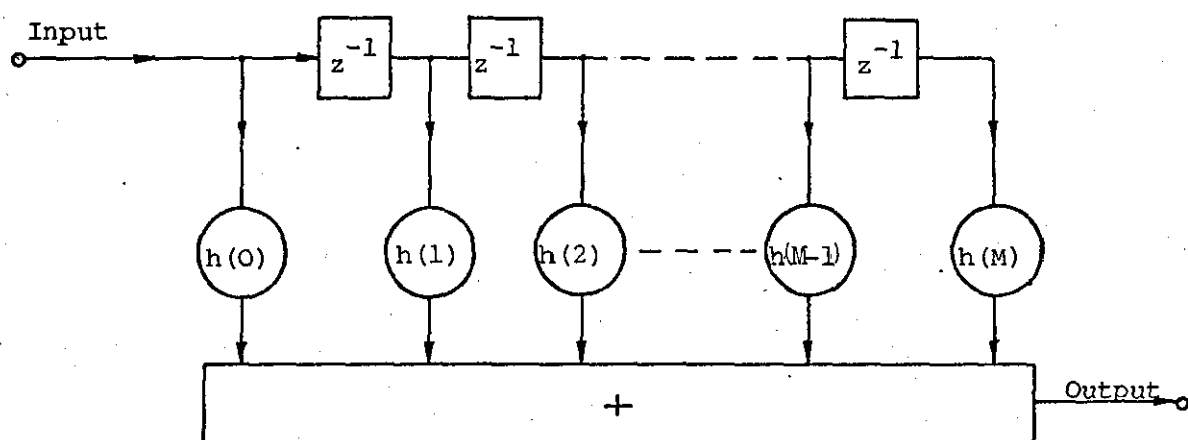 Input
z^-1 z^-1 z^-1
h(0) h(1) h(2) h(M-1) h(M)
+
Output